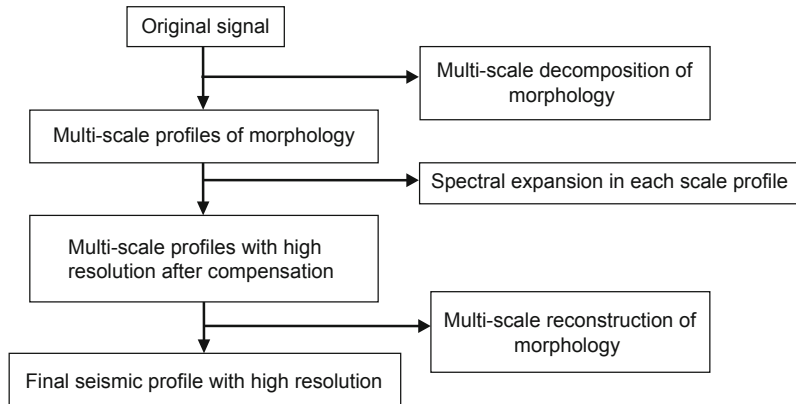 Original signal
Multi-scale decomposition of
morphology
Multi-scale profiles of morphology
Spectral expansion in each scale profile
Multi-scale profiles with high
resolution after compensation
Multi-scale reconstruction of
morphology
Final seismic profile with high resolution